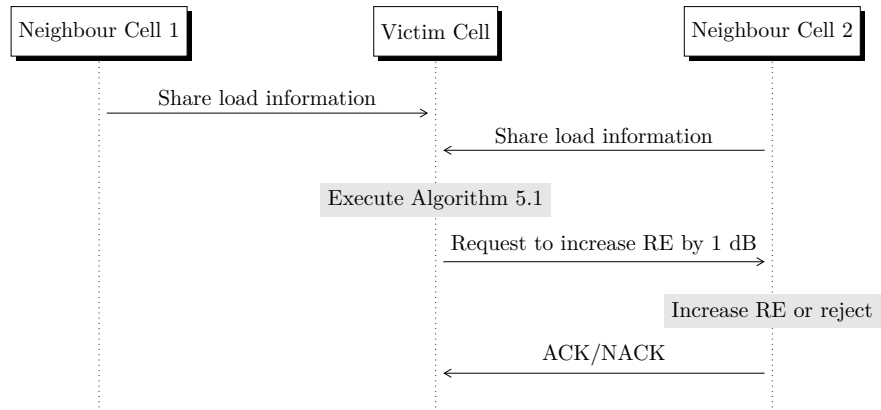 Neighbour Cell 1
Victim Cell
Neighbour Cell 2
Share load information
Share load information
Execute Algorithm 5.1
Request to increase RE by 1 dB
Increase RE or reject
ACK/NACK